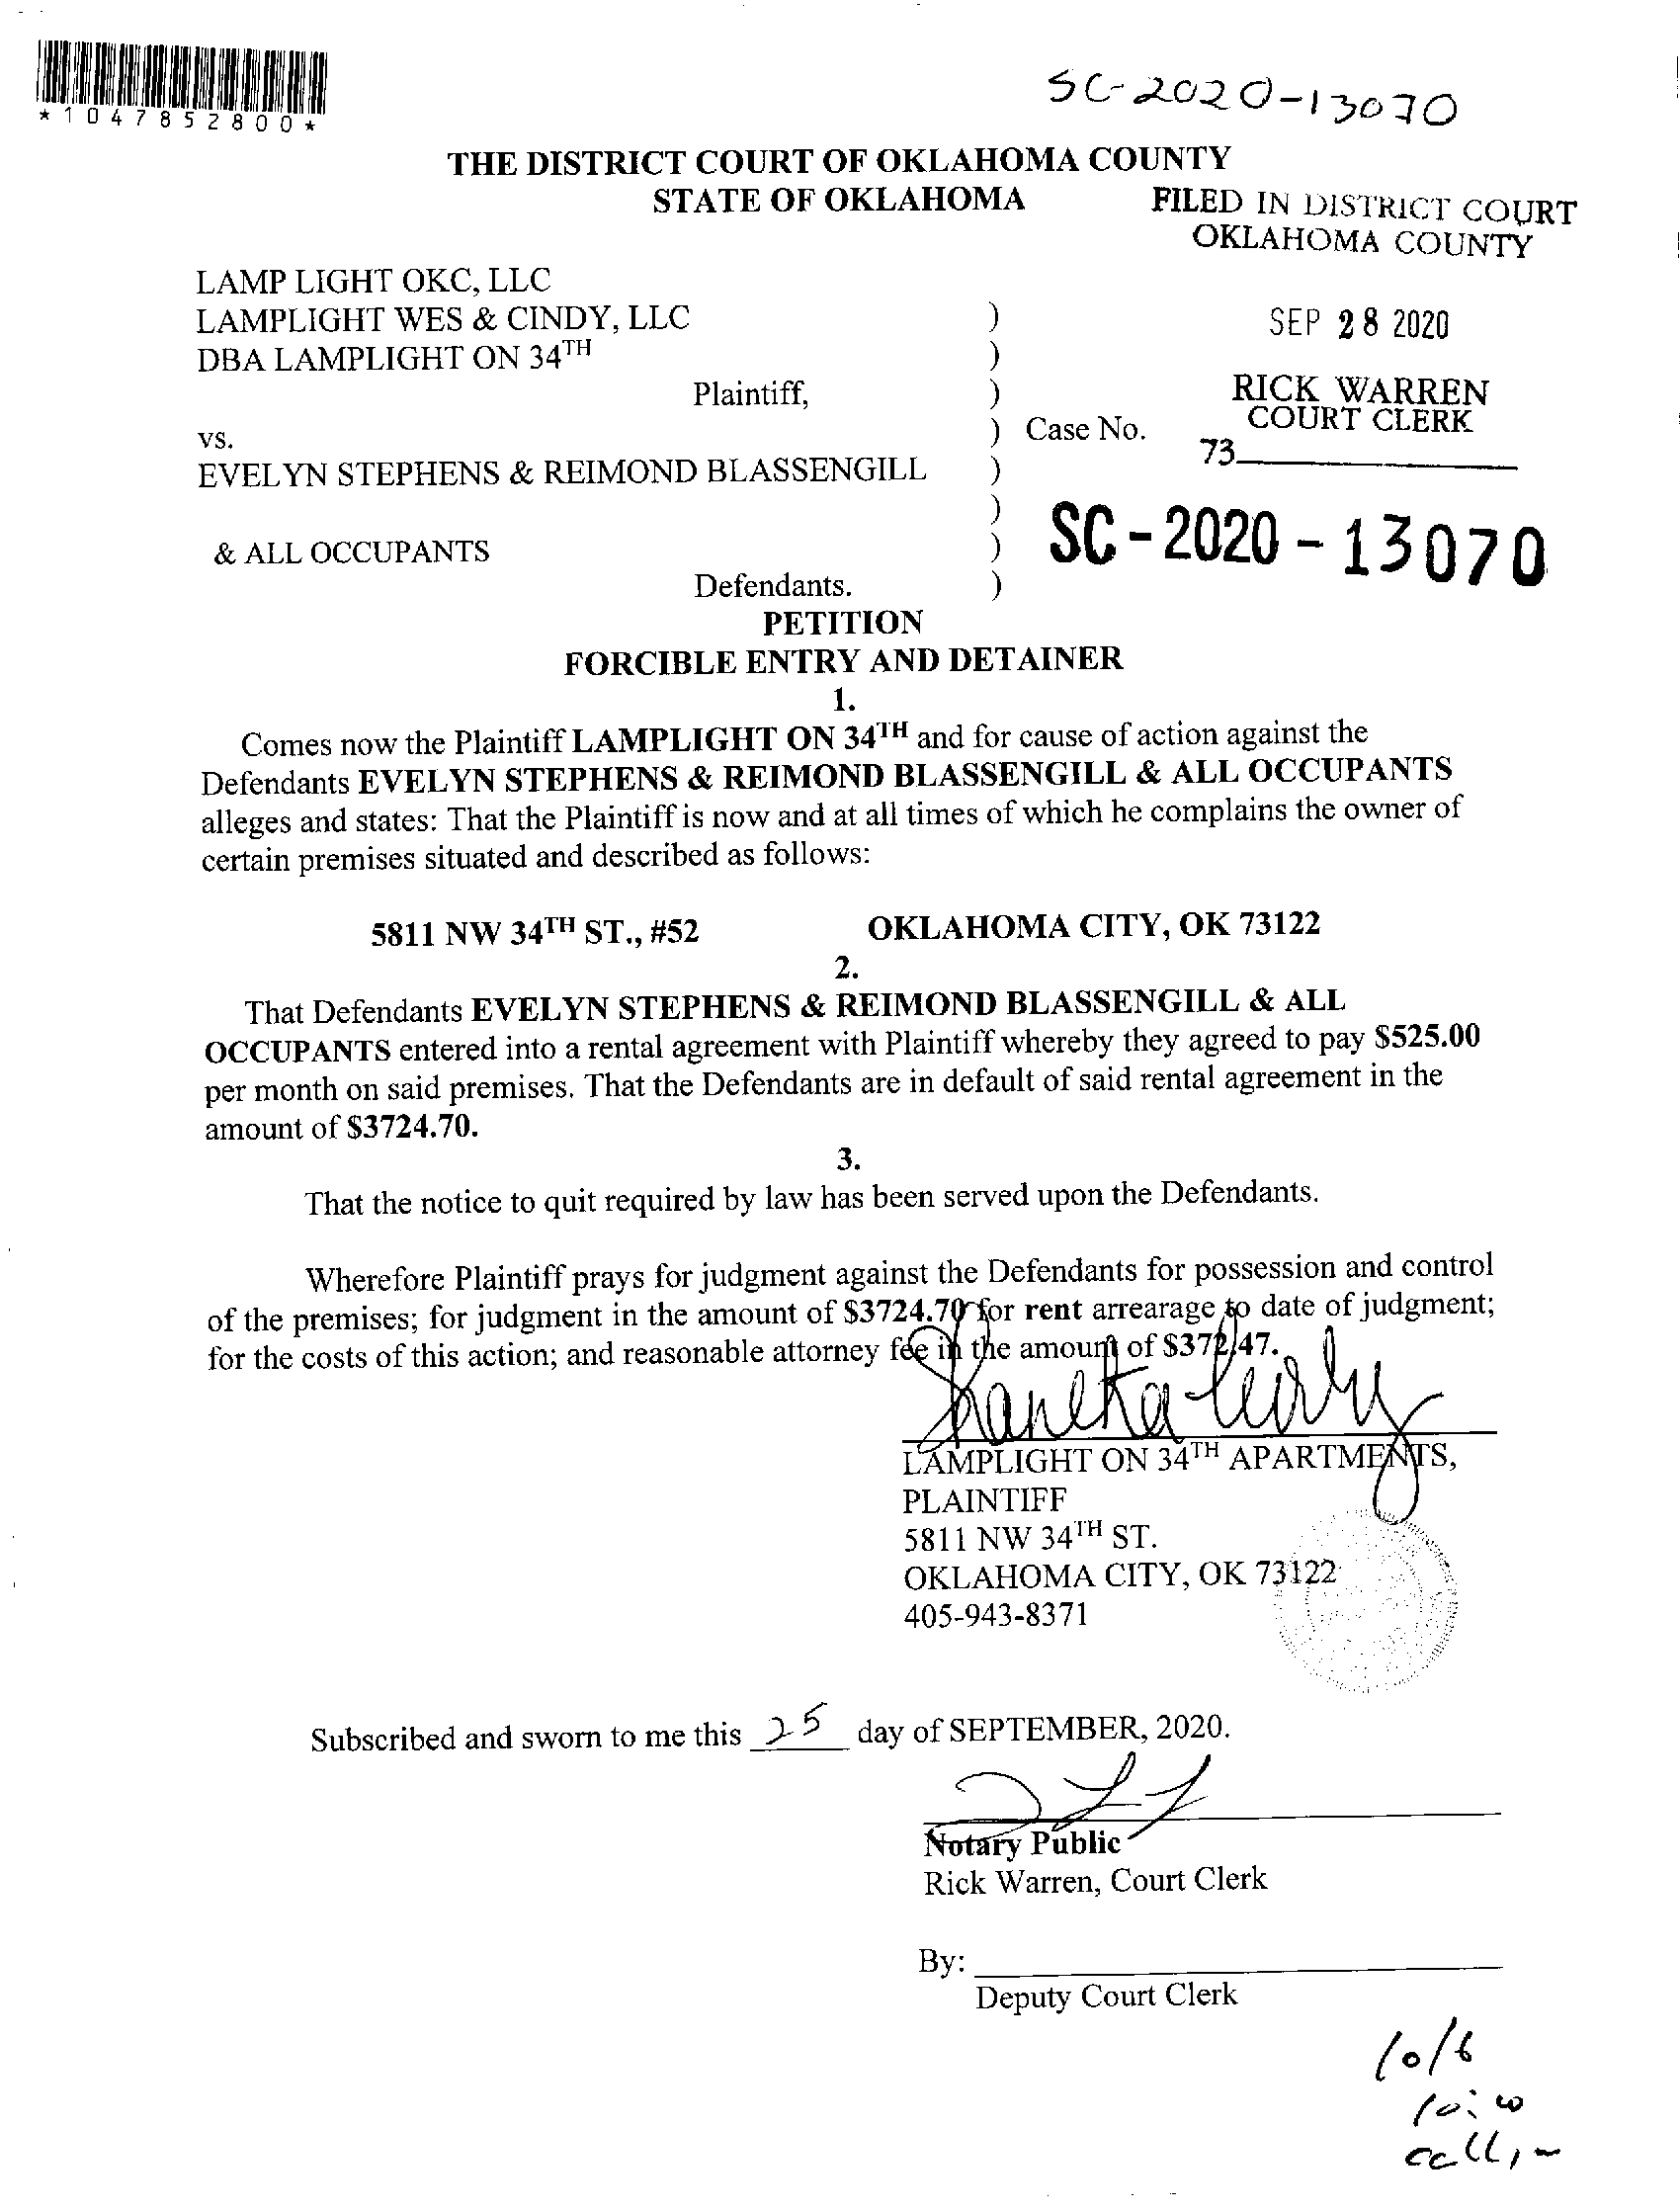 SC-2020-13070
*1047852800*
THE DISTRICT COURT OF OKLAHOMA COUNTY
STATE OF OKLAHOMA
FILED IN DISTRICT COURT
OKLAHOMA COUNTY
LAMP LIGHT OKC, LLC
LAMPLIGHT WES & CINDY, LLC )
SEP 28 2020
DBA LAMPLIGHT ON 34TH )
Plaintiff, )
RICK WARREN
COURT CLERK
vs. ) Case No.
73
EVELYN STEPHENS & REIMOND BLASSENGILL )
)
& ALL OCCUPANTS )
SC-2020-13070
Defendants. )
PETITION
FORCIBLE ENTRY AND DETAINER
1.
Comes now the Plaintiff LAMPLIGHT ON 34TH and for cause of action against the
Defendants EVELYN STEPHENS & REIMOND BLASSENGILL & ALL OCCUPANTS
alleges and states: That the Plaintiff is now and at all times of which he complains the owner of
certain premises situated and described as follows:
5811 NW 34TH ST., #52 OKLAHOMA CITY, OK 73122
2.
That Defendants EVELYN STEPHENS & REIMOND BLASSENGILL & ALL
OCCUPANTS entered into a rental agreement with Plaintiff whereby they agreed to pay $525.00
per month on said premises. That the Defendants are in default of said rental agreement in the
amount of $3724.70.
3.
That the notice to quit required by law has been served upon the Defendants.
Wherefore Plaintiff prays for judgment against the Defendants for possession and control
of the premises; for judgment in the amount of $3724.70 for rent arrearage to date of judgment;
for the costs of this action; and reasonable attorney fee in the amount of $372.47.
LAMPLIGHT ON 34TH APARTMENTS,
PLAINTIFF
5811 NW 34TH ST.
OKLAHOMA CITY, OK 73122
405-943-8371
Subscribed and sworn to me this 25 day of SEPTEMBER, 2020.
Notary Public
Rick Warren, Court Clerk
By:
Deputy Court Clerk
10/6